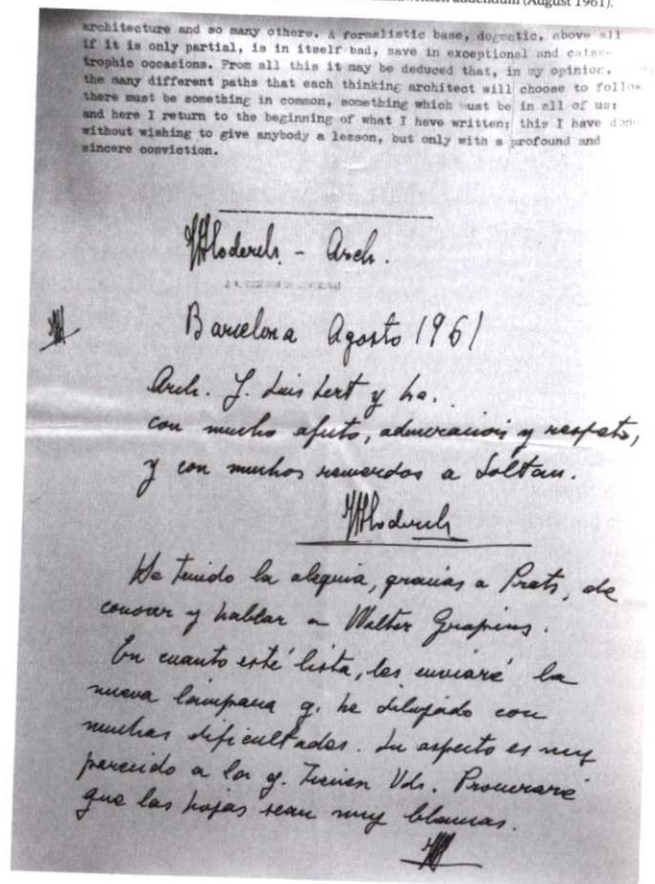 addendum (August 1961).
architecture and so many others. A formalistic base, dogmatic, above all
if it is only partial, is in itself bad, save in exceptional and catas-
trophic occasions. From all this it may be deduced that, in my opinion,
the many different paths that each thinking architect will choose to follow
there must be something in common, something which must be in all of us:
and here I return to the beginning of what I have written; this I have done
without wishing to give anybody a lesson, but only with a profound and
sincere conviction.
Coderch - Arch.
Barcelona Agosto 1961
Arch. J. Luis Sert y
con mucho afecto, admiración y respeto,
y con muchos recuerdos a Soltan.
Coderch
He tenido la alegria, gracias a Prats, de
conocer y hablar a Walter Gropius.
En cuanto esté lista, les enviaré la
nueva lámpara q. he dibujado con
muchas dificultades. Su aspecto es muy
parecido a la q. tienen Vds. Procuraré
que las hojas sean muy blancas.